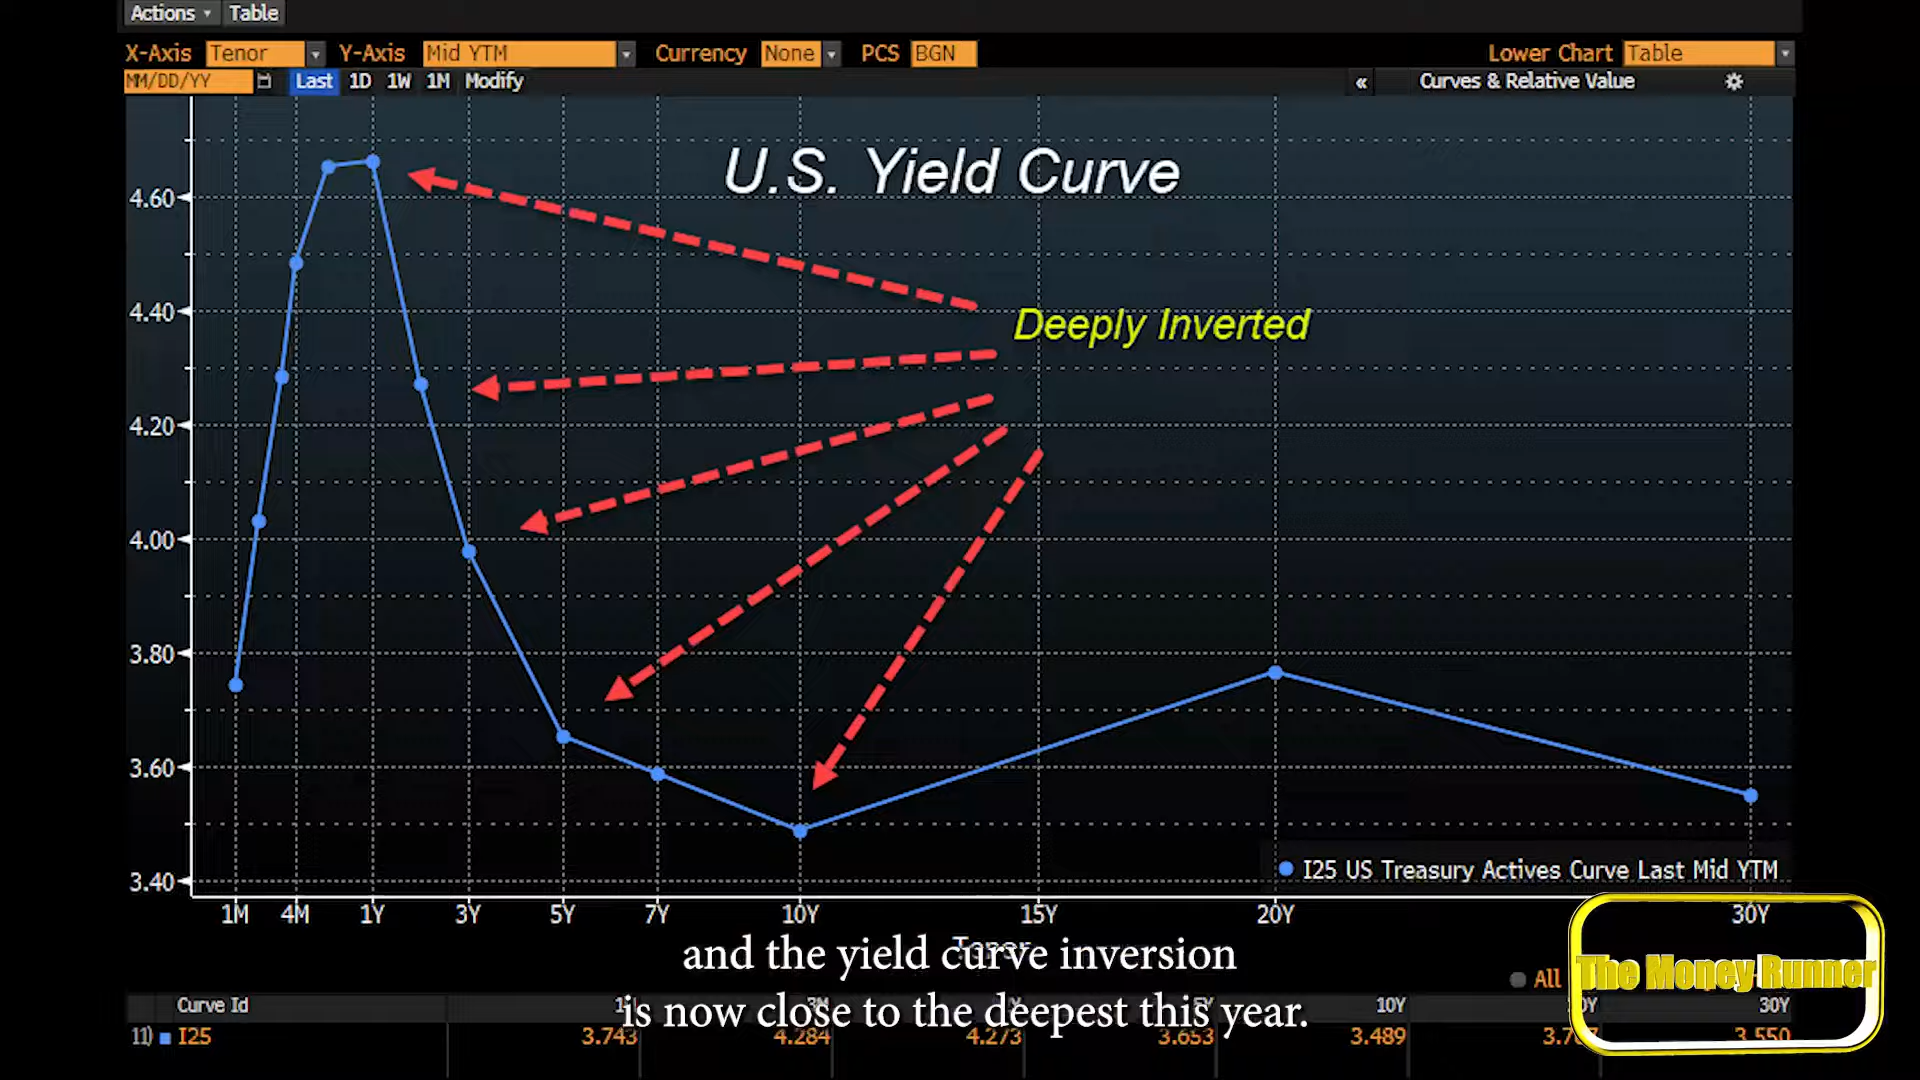 Actions Table
X-Axis Tenor Y-Axis Mid YTM Currency None PCS BGN Lower Chart Table
MM/DD/YY Last 1D 1W 1M Modify « Curves & Relative Value
U.S. Yield Curve
4.60
4.40
Deeply Inverted
4.20
4.00
3.80
3.60
I25 US Treasury Actives Curve Last Mid YTM
3.40
1M 4M 1Y 3Y 5Y 7Y 10Y 15Y 20Y 30Y
and the yield curve inversion
All
The Money Runner
Curve Id 10Y 30Y
is now close to the deepest this year.
11) I25 3.743 4.284 4.273 3.653 3.489 3.550